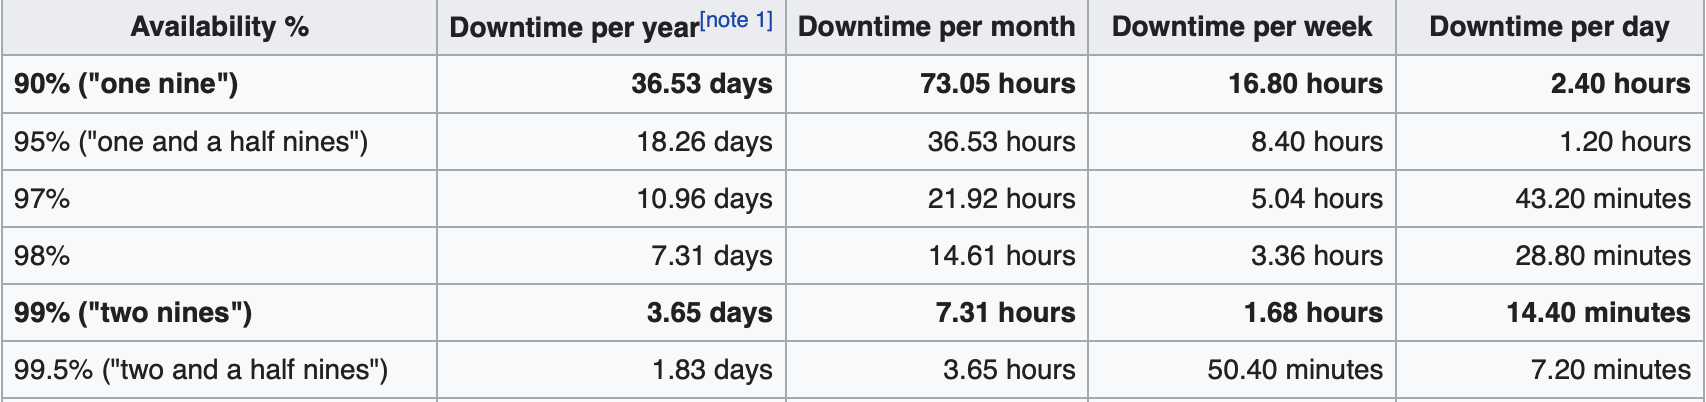 Availability % Downtime per year[note 1] Downtime per month Downtime per week Downtime per day
90% ("one nine") 36.53 days 73.05 hours 16.80 hours 2.40 hours
95% ("one and a half nines") 18.26 days 36.53 hours 8.40 hours 1.20 hours
97% 10.96 days 21.92 hours 5.04 hours 43.20 minutes
98% 7.31 days 14.61 hours 3.36 hours 28.80 minutes
99% ("two nines") 3.65 days 7.31 hours 1.68 hours 14.40 minutes
99.5% ("two and a half nines") 1.83 days 3.65 hours 50.40 minutes 7.20 minutes